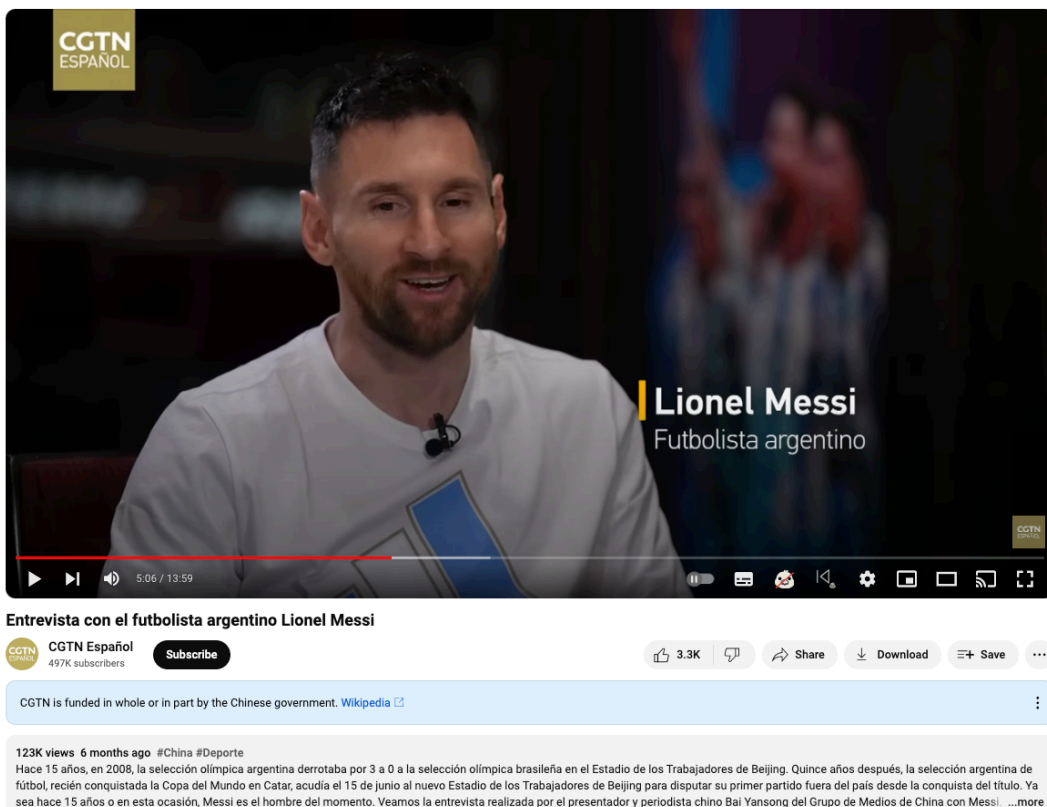 CGTN
ESPAÑOL
Lionel Messi
Futbolista argentino
CGTN
ESPAÑOL
5:06 / 13:59
Entrevista con el futbolista argentino Lionel Messi
CGTN
ESPAÑOL
CGTN Español
497K subscribers
Subscribe
3.3K
Share
Download
Save
CGTN is funded in whole or in part by the Chinese government. Wikipedia
123K views 6 months ago #China #Deporte
Hace 15 años, en 2008, la selección olímpica argentina derrotaba por 3 a 0 a la selección olímpica brasileña en el Estadio de los Trabajadores de Beijing. Quince años después, la selección argentina de
fútbol, recién conquistada la Copa del Mundo en Catar, acudía el 15 de junio al nuevo Estadio de los Trabajadores de Beijing para disputar su primer partido fuera del país desde la conquista del título. Ya
sea hace 15 años o en esta ocasión, Messi es el hombre del momento. Veamos la entrevista realizada por el presentador y periodista chino Bai Yansong del Grupo de Medios de China con Messi. ...more